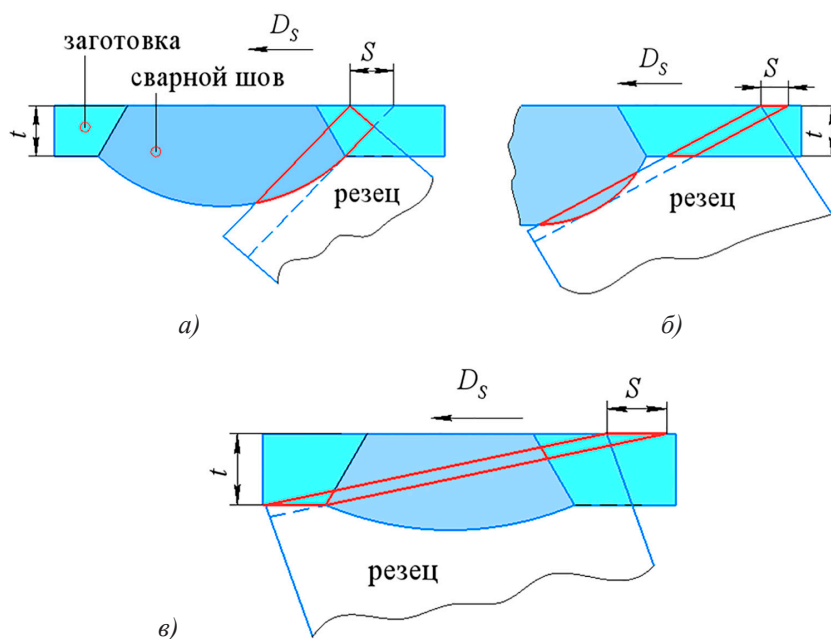 заготовка
сварной шов
D_S
S
t
резец
а)
D_S
S
t
резец
б)
D_S
S
t
резец
в)